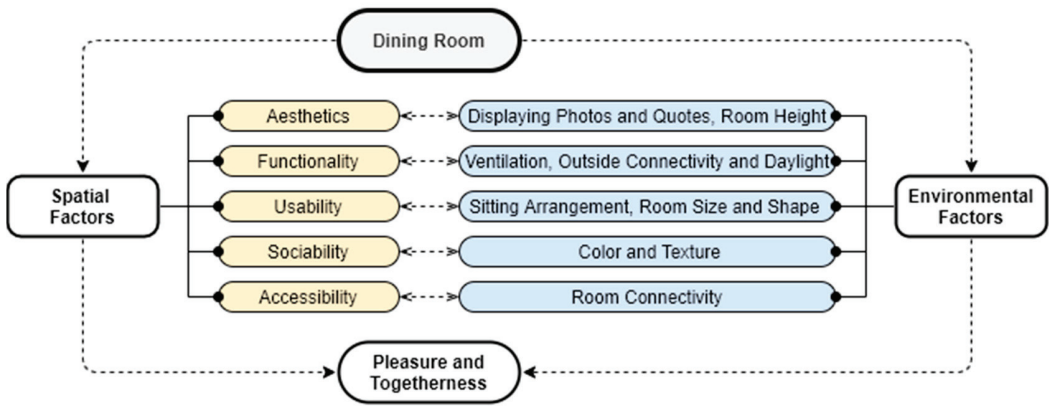 Dining Room
Aesthetics
Displaying Photos and Quotes, Room Height
Functionality
Ventilation, Outside Connectivity and Daylight
Spatial
Factors
Usability
Sitting Arrangement, Room Size and Shape
Environmental
Factors
Sociability
Color and Texture
Accessibility
Room Connectivity
Pleasure and
Togetherness